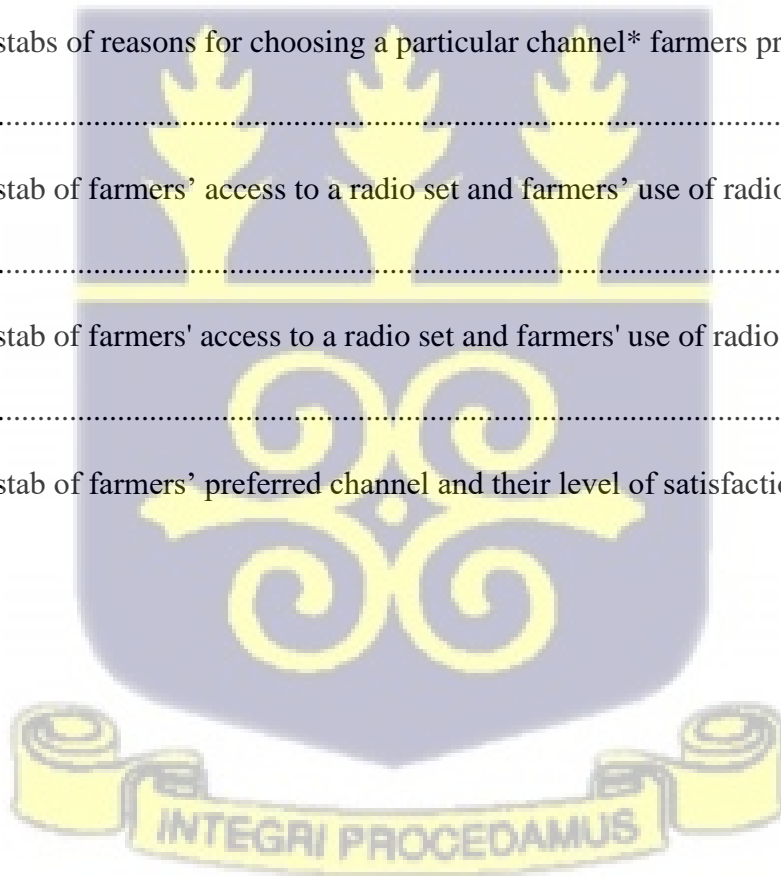 stabs of reasons for choosing a particular channel* farmers pr
..............................................................................................................
stab of farmers’ access to a radio set and farmers’ use of radio
..............................................................................................................
stab of farmers' access to a radio set and farmers' use of radio
..............................................................................................................
stab of farmers’ preferred channel and their level of satisfactio
INTEGRI PROCEDAMUS